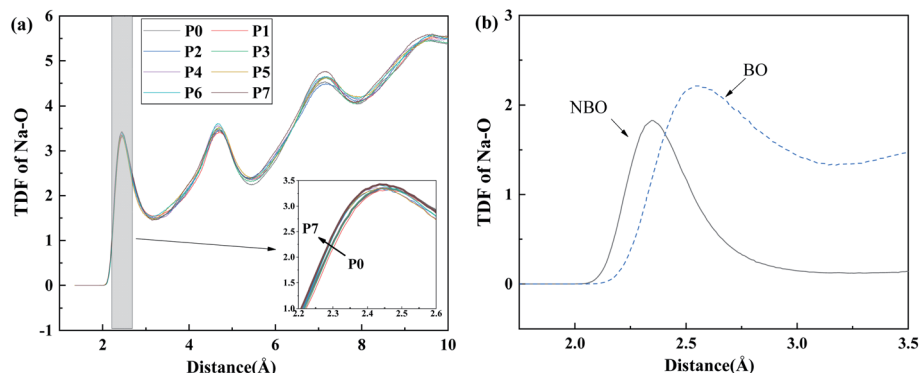 (a)
P0 P1
P2 P3
P4 P5
P6 P7
TDF of Na-O
6
5
4
3
2
1
0
-1
2 4 6 8 10
Distance(Å)
3.5
3.0
2.5
2.0
1.5
1.0
2.2 2.3 2.4 2.5 2.6
P7
P0
(b)
TDF of Na-O
3
2
1
0
NBO
BO
2.0 2.5 3.0 3.5
Distance(Å)